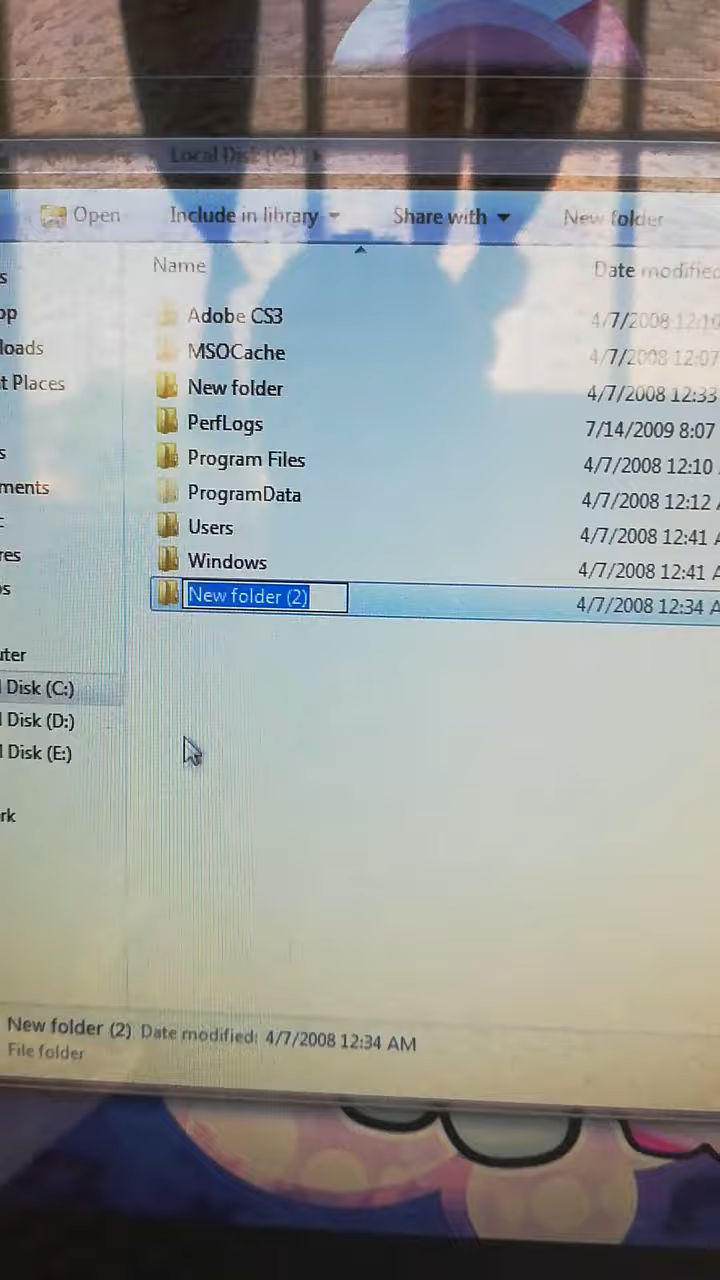 Local Disk (C:)
Open Include in library Share with New folder
Name Date modified
Adobe CS3 4/7/2008 12:10
MSOCache 4/7/2008 12:07
New folder 4/7/2008 12:33
PerfLogs 7/14/2009 8:07
Program Files 4/7/2008 12:10
ProgramData 4/7/2008 12:12 A
Users 4/7/2008 12:41 A
Windows 4/7/2008 12:41 A
New folder (2) 4/7/2008 12:34 A
s
op
loads
t Places
s
ments
c
res
os
uter
l Disk (C:)
l Disk (D:)
l Disk (E:)
rk
New folder (2) Date modified: 4/7/2008 12:34 AM
File folder